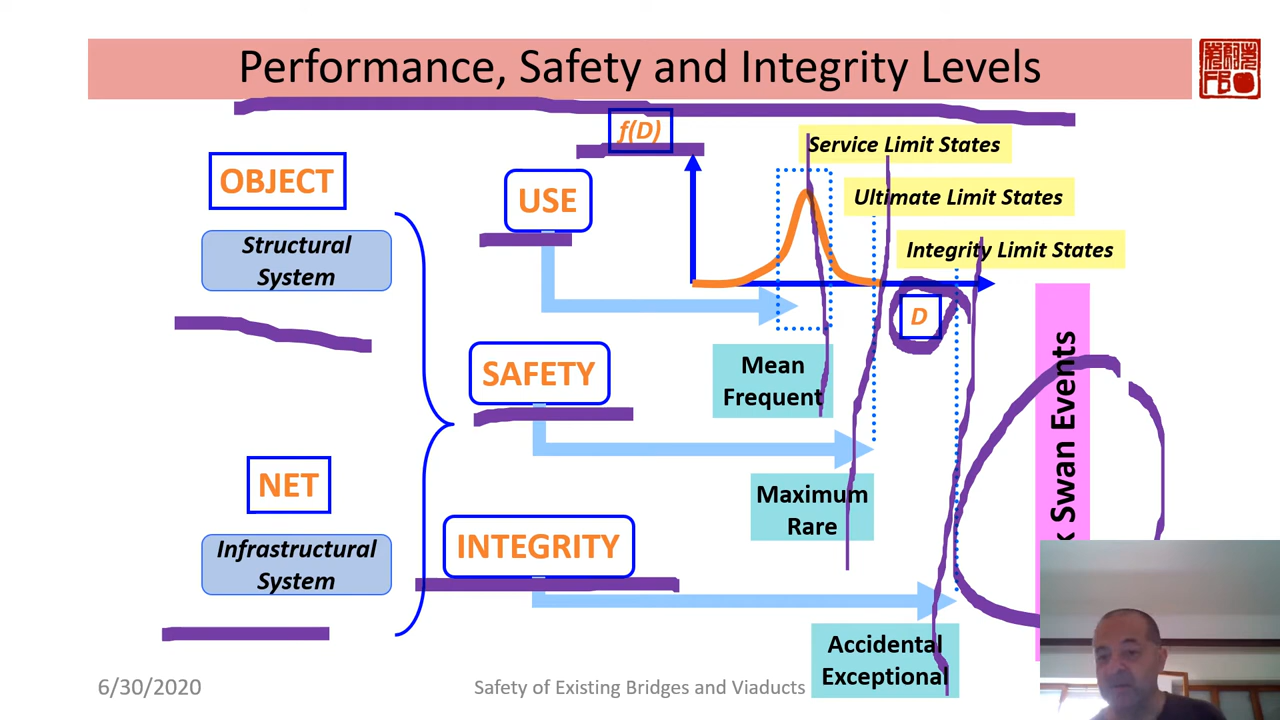 Performance, Safety and Integrity Levels
FB
f(D)
Service Limit States
OBJECT
USE
Ultimate Limit States
Structural
System
Integrity Limit States
D
SAFETY
Mean
Frequent
Swan Events
NET
Maximum
Rare
Infrastructural
System
INTEGRITY
Accidental
Exceptional
6/30/2020
Safety of Existing Bridges and Viaducts